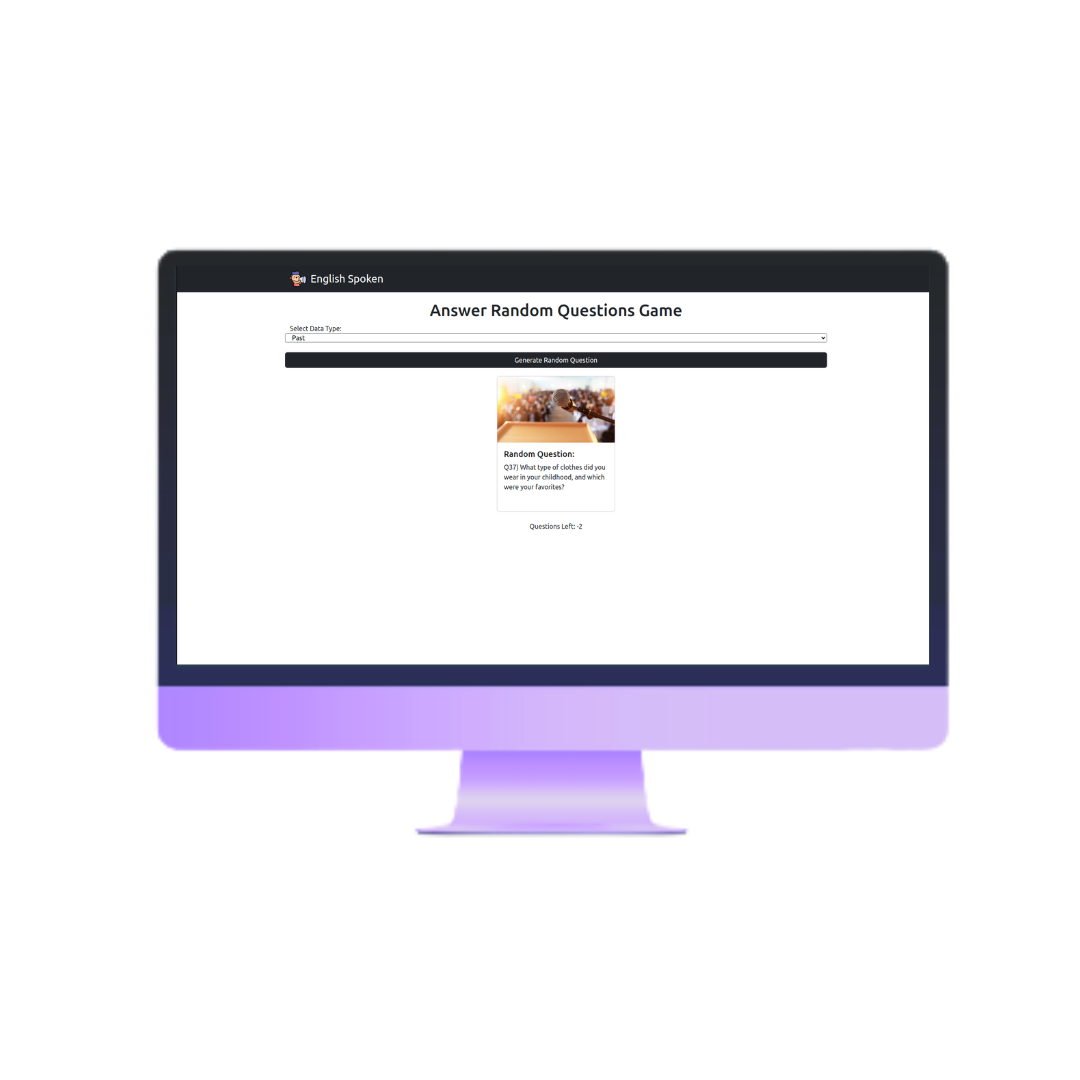 English Spoken
Answer Random Questions Game
Select Data Type:
Past
Generate Random Question
Random Question:
Q37) What type of clothes did you
wear in your childhood, and which
were your favorites?
Questions Left: -2